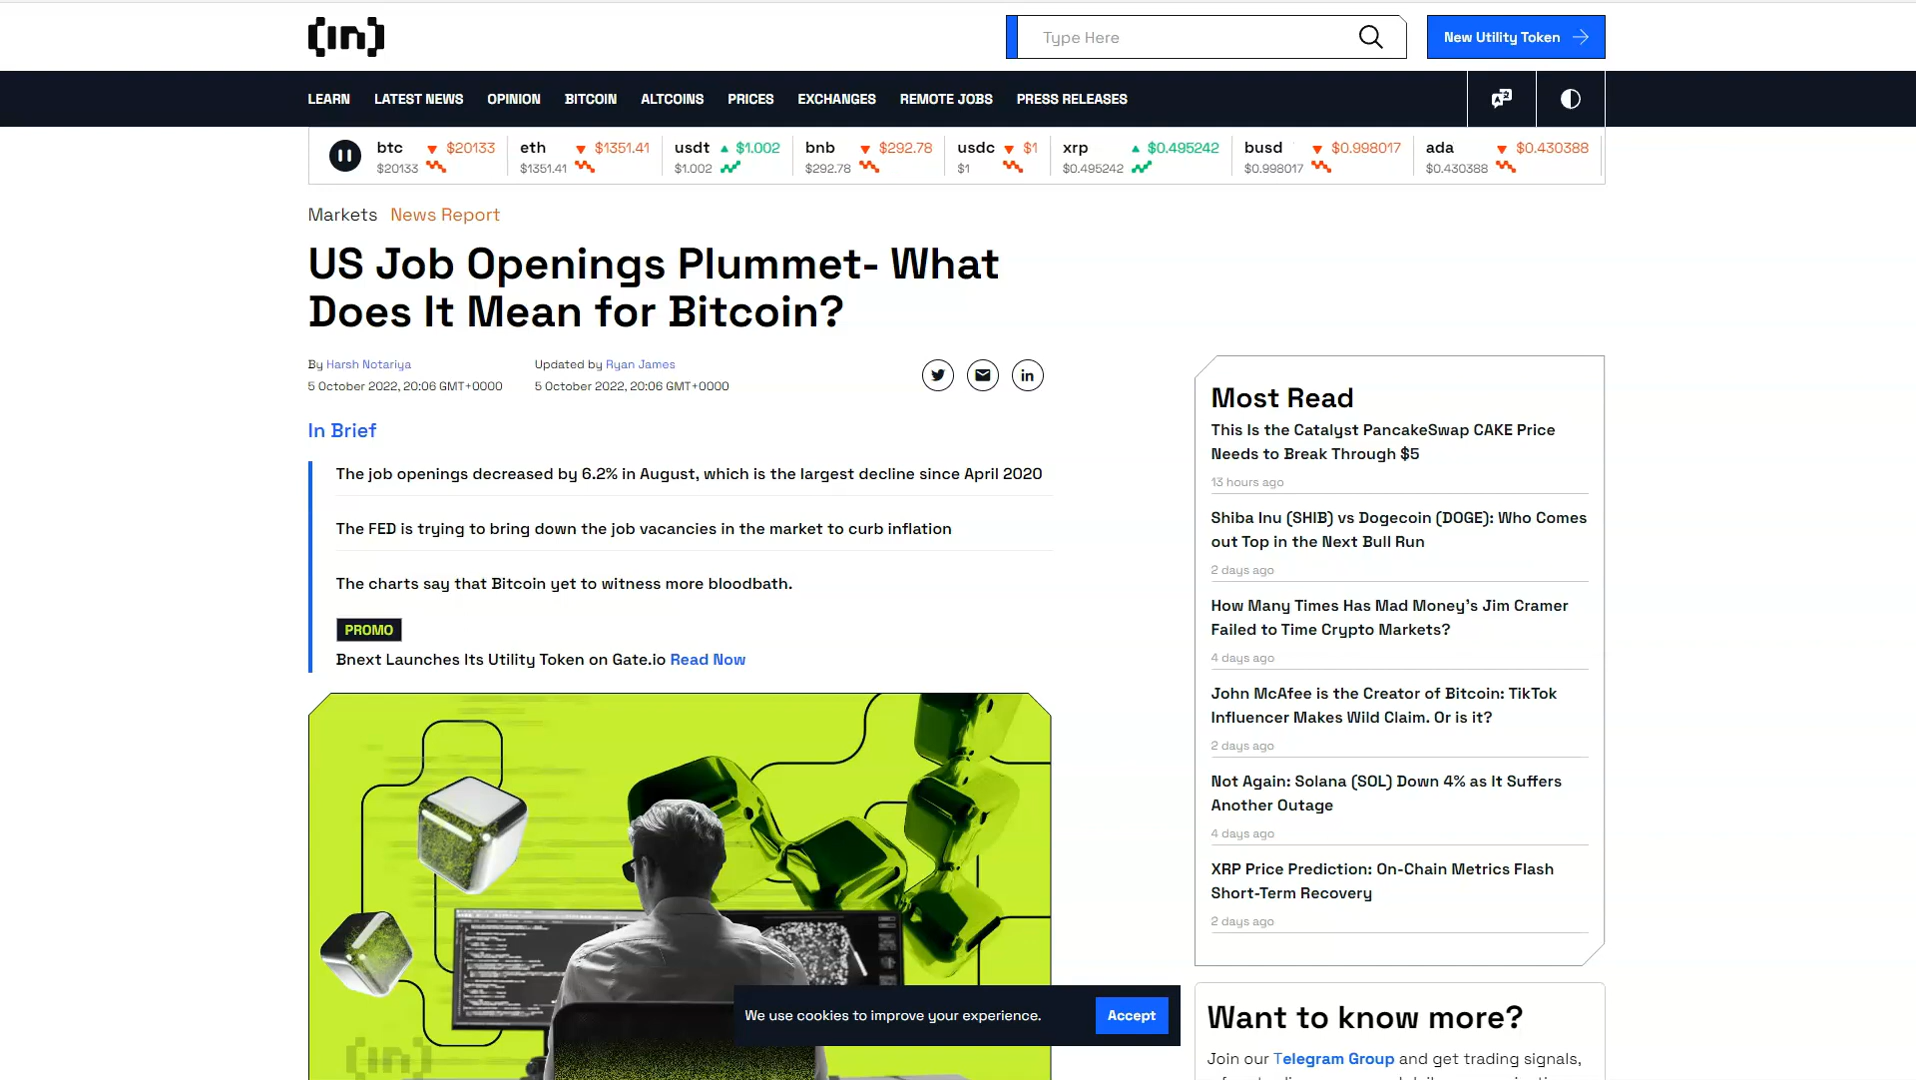 [in]
Type Here
New Utility Token
LEARN LATEST NEWS OPINION BITCOIN ALTCOINS PRICES EXCHANGES REMOTE JOBS PRESS RELEASES
btc $20133 eth $1351.41 usdt $1.002 bnb $292.78 usdc $1 xrp $0.495242 busd $0.998017 ada $0.430388
$20133 $1351.41 $1.002 $292.78 $1 $0.495242 $0.998017 $0.430388
Markets News Report
US Job Openings Plummet- What
Does It Mean for Bitcoin?
By Harsh Notariya Updated by Ryan James
5 October 2022, 20:06 GMT+0000 5 October 2022, 20:06 GMT+0000
In Brief
The job openings decreased by 6.2% in August, which is the largest decline since April 2020
The FED is trying to bring down the job vacancies in the market to curb inflation
The charts say that Bitcoin yet to witness more bloodbath.
PROMO
Bnext Launches Its Utility Token on Gate.io Read Now
[in]
We use cookies to improve your experience. Accept
Most Read
This Is the Catalyst PancakeSwap CAKE Price
Needs to Break Through $5
13 hours ago
Shiba Inu (SHIB) vs Dogecoin (DOGE): Who Comes
out Top in the Next Bull Run
2 days ago
How Many Times Has Mad Money's Jim Cramer
Failed to Time Crypto Markets?
4 days ago
John McAfee is the Creator of Bitcoin: TikTok
Influencer Makes Wild Claim. Or is it?
2 days ago
Not Again: Solana (SOL) Down 4% as It Suffers
Another Outage
4 days ago
XRP Price Prediction: On-Chain Metrics Flash
Short-Term Recovery
2 days ago
Want to know more?
Join our Telegram Group and get trading signals,